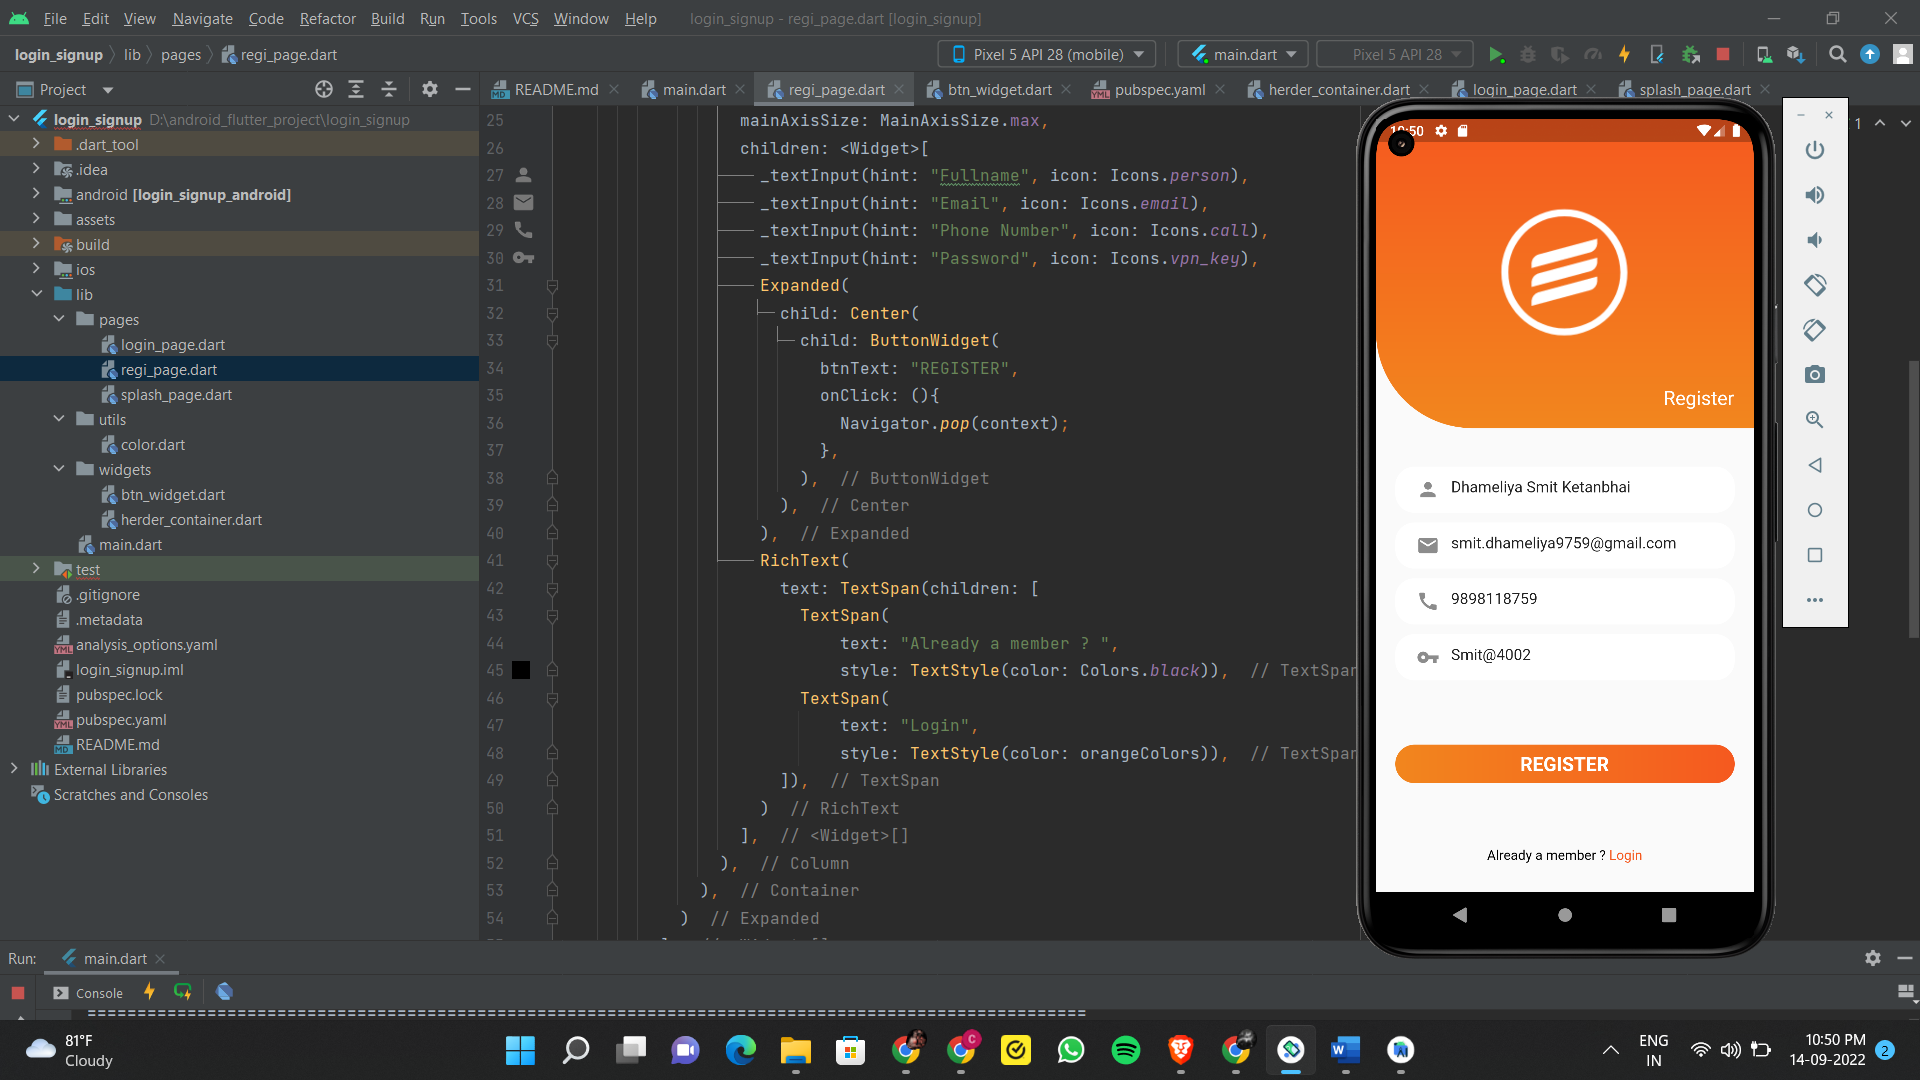 File Edit View Navigate Code Refactor Build Run Tools VCS Window Help login_signup - regi_page.dart [login_signup]
login_signup lib pages regi_page.dart Pixel 5 API 28 (mobile) main.dart Pixel 5 API 28
Project README.md main.dart regi_page.dart btn_widget.dart pubspec.yaml herder_container.dart login_page.dart splash_page.dart
login_signup D:\android_flutter_project\login_signup
.dart_tool
.idea
android [login_signup_android]
assets
build
ios
lib
pages
login_page.dart
regi_page.dart
splash_page.dart
utils
color.dart
widgets
btn_widget.dart
herder_container.dart
main.dart
test
.gitignore
.metadata
analysis_options.yaml
login_signup.iml
pubspec.lock
pubspec.yaml
README.md
External Libraries
Scratches and Consoles
25 mainAxisSize: MainAxisSize.max,
26 children: <Widget>[
27 _textInput(hint: "Fullname", icon: Icons.person),
28 _textInput(hint: "Email", icon: Icons.email),
29 _textInput(hint: "Phone Number", icon: Icons.call),
30 _textInput(hint: "Password", icon: Icons.vpn_key),
31 Expanded(
32 child: Center(
33 child: ButtonWidget(
34 btnText: "REGISTER",
35 onClick: (){
36 Navigator.pop(context);
37 },
38 ), // ButtonWidget
39 ), // Center
40 ), // Expanded
41 RichText(
42 text: TextSpan(children: [
43 TextSpan(
44 text: "Already a member ? ",
45 style: TextStyle(color: Colors.black)), // TextSpan
46 TextSpan(
47 text: "Login",
48 style: TextStyle(color: orangeColors)), // TextSpan
49 ]), // TextSpan
50 ) // RichText
51 ], // <Widget>[]
52 ), // Column
53 ), // Container
54 ) // Expanded
1
10:50
Register
Dhameliya Smit Ketanbhai
smit.dhameliya9759@gmail.com
9898118759
Smit@4002
REGISTER
Already a member ? Login
Run: main.dart
Console
81°F
Cloudy
C
W
ENG
IN
10:50 PM
14-09-2022
2